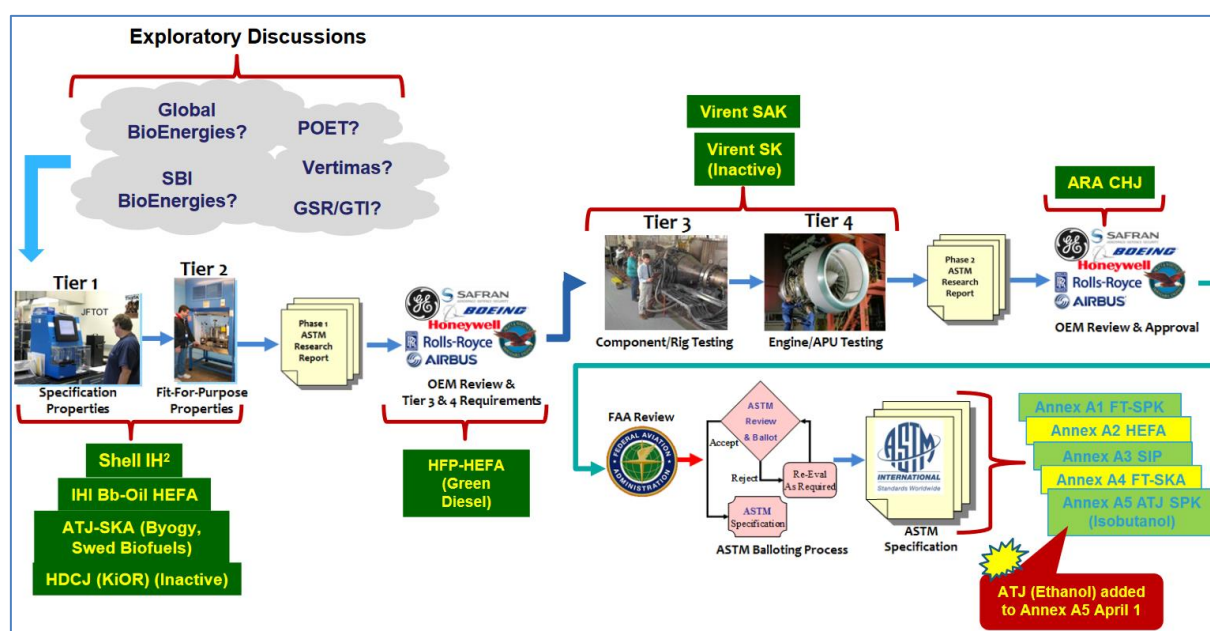 Exploratory Discussions
Global
BioEnergies?
POET?
Vertimas?
SBI
BioEnergies?
GSR/GTI?
Tier 1
JFTOT
Specification
Properties
Tier 2
Fit-For-Purpose
Properties
Phase 1
ASTM
Research
Report
GE
SAFRAN
BOEING
Honeywell
Rolls-Royce
AIRBUS
OEM Review &
Tier 3 & 4 Requirements
Shell IH²
IHI Bb-Oil HEFA
ATJ-SKA (Byogy,
Swed Biofuels)
HDCJ (KiOR) (Inactive)
HFP-HEFA
(Green
Diesel)
Virent SAK
Virent SK
(Inactive)
Tier 3
Component/Rig Testing
Tier 4
Engine/APU Testing
Phase 2
ASTM
Research
Report
ARA CHJ
GE
SAFRAN
BOEING
Honeywell
Rolls-Royce
AIRBUS
OEM Review & Approval
FAA Review
FEDERAL AVIATION
ADMINISTRATION
ASTM
Review
& Ballot
Accept
Reject
Re-Eval
As Required
ASTM
Specification
ASTM Balloting Process
ASTM
INTERNATIONAL
Standards Worldwide
ASTM
Specification
Annex A1 FT-SPK
Annex A2 HEFA
Annex A3 SIP
Annex A4 FT-SKA
Annex A5 ATJ SPK
(Isobutanol)
ATJ (Ethanol) added
to Annex A5 April 1